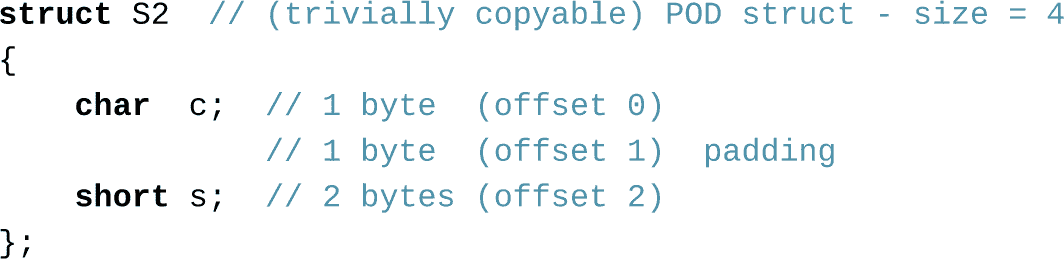 struct S2  // (trivially copyable) POD struct - size = 4
{
    char  c;  // 1 byte  (offset 0)
              // 1 byte  (offset 1)  padding
    short s;  // 2 bytes (offset 2)
};